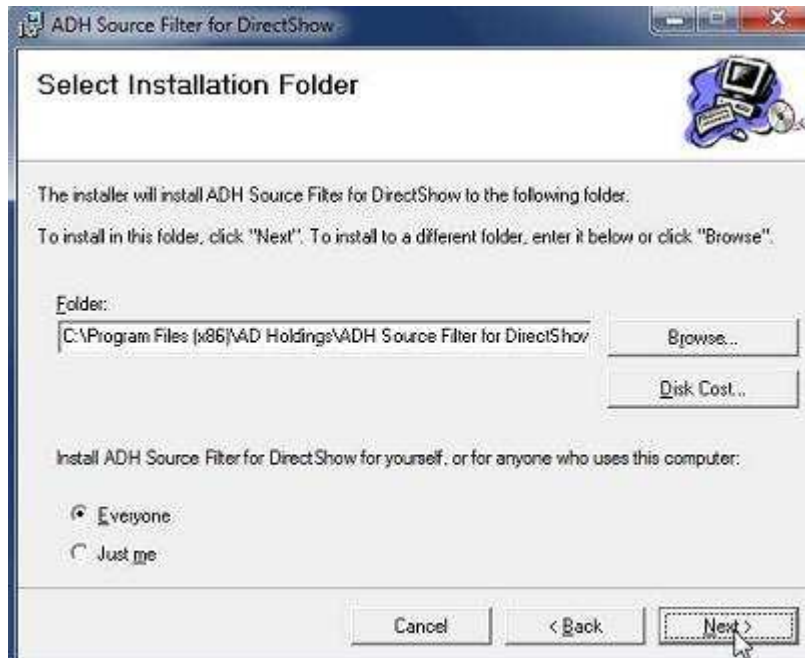 ADH Source Filter for DirectShow
Select Installation Folder
The installer will install ADH Source Filter for DirectShow to the following folder.
To install in this folder, click "Next". To install to a different folder, enter it below or click "Browse".
Folder:
C:\Program Files (x86)\AD Holdings\ADH Source Filter for DirectShow
Browse...
Disk Cost...
Install ADH Source Filter for DirectShow for yourself, or for anyone who uses this computer:
Everyone
Just me
Cancel
< Back
Next >